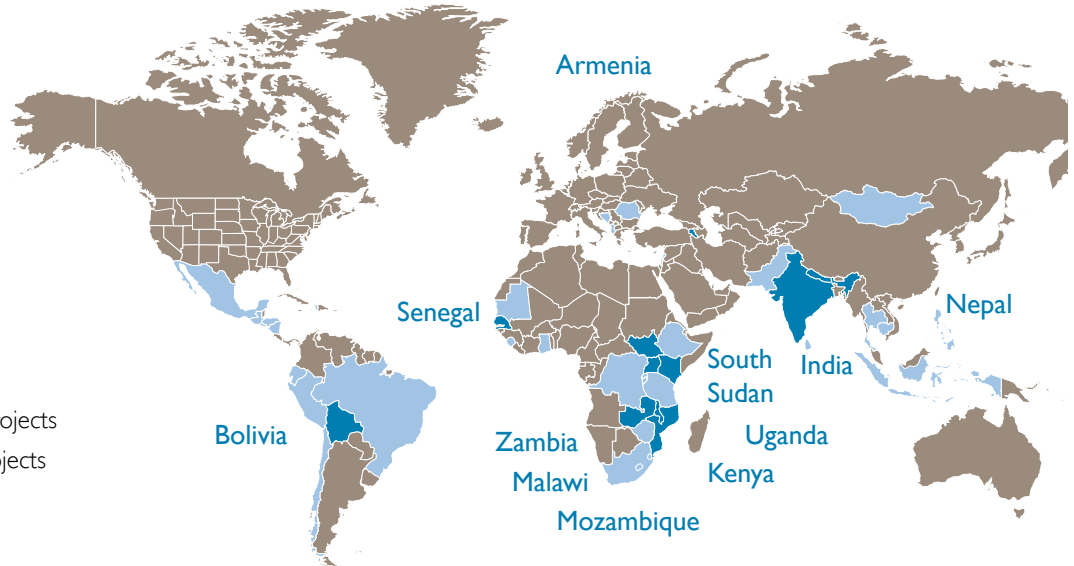 Armenia
Senegal
Nepal
South
Sudan
India
Bolivia
Zambia
Uganda
Malawi
Kenya
Mozambique
ojects
jects